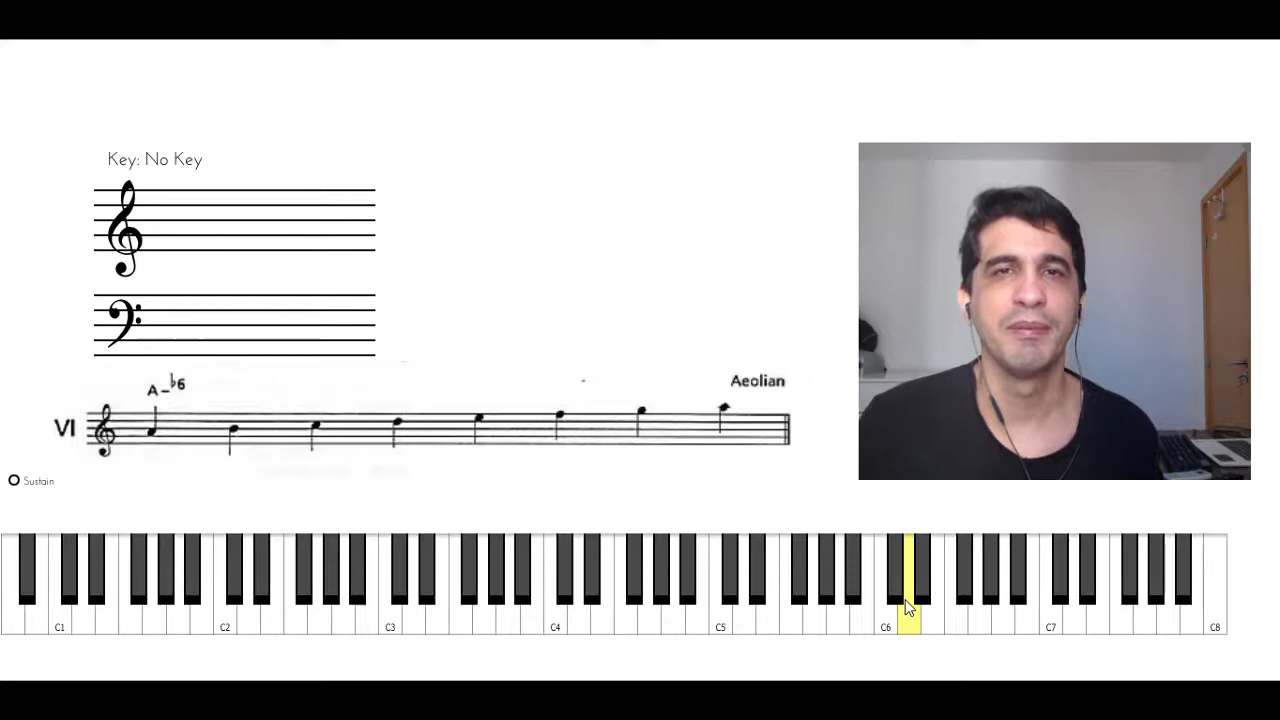 Key: No Key
A-♭6
Aeolian
VI
Sustain
C1 C2 C3 C4 C5 C6 C7 C8